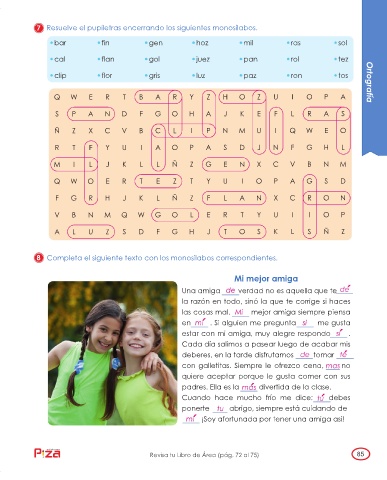 7 Resuelve el pupiletras encerrando los siguientes monosílabos.
• bar • fin • gen • hoz • mil • ras • sol
• cal • flan • gol • juez • pan • rol • tez
• clip • flor • gris • luz • paz • ron • tos
Ortografía
Q W E R T B A R Y Z H O Z U I O P A
S P A N D F G O H A J K E F L R A S
Ñ Z X C V B C L I P N M U I Q W E O
R T F Y U I A O P A S D J N F G H L
M I L J K L L Ñ Z G E N X C V B N M
Q W O E R T E Z T Y U I O P A G S D
F G R H J K L Ñ Z F L A N X C R O N
V B N M Q W G O L E R T Y U I I O P
A L U Z S D F G H J T O S K L S Ñ Z
8 Completa el siguiente texto con los monosílabos correspondientes.
Mi mejor amiga
Una amiga de verdad no es aquella que te dé
la razón en todo, sinó la que te corrige si haces
las cosas mal. Mi mejor amiga siempre piensa
en mí. Si alguien me pregunta si me gusta
estar con mi amiga, muy alegre respondo sí.
Cada día salimos a pasear luego de acabar mis
deberes, en la tarde disfrutamos de tomar té
con galletitas. Siempre le ofrezco cena, mas no
quiere aceptar porque le gusta comer con sus
padres. Ella es la más divertida de la clase.
Cuando hace mucho frío me dice: tú debes
ponerte tu abrigo, siempre está cuidando de
mí ¡Soy afortunada por tener una amiga así!
Piza
Revisa tu Libro de Área (pág. 72 al 75)
85